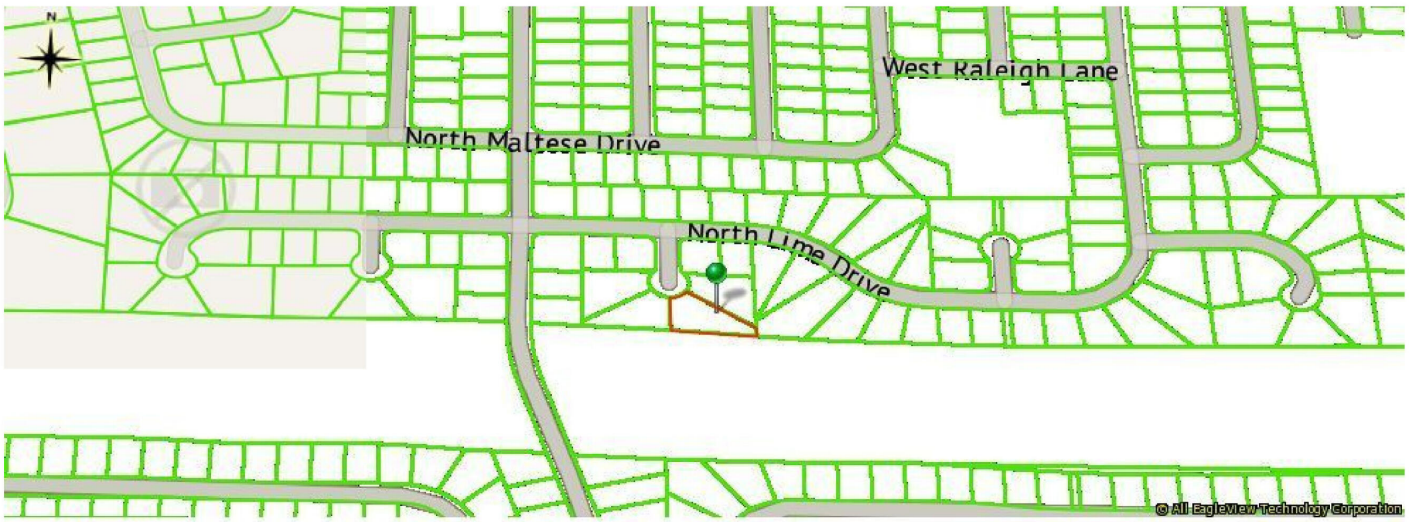 N
West Raleigh Lane
North Maltese Drive
North Lime Drive
© All EagleView Technology Corporation